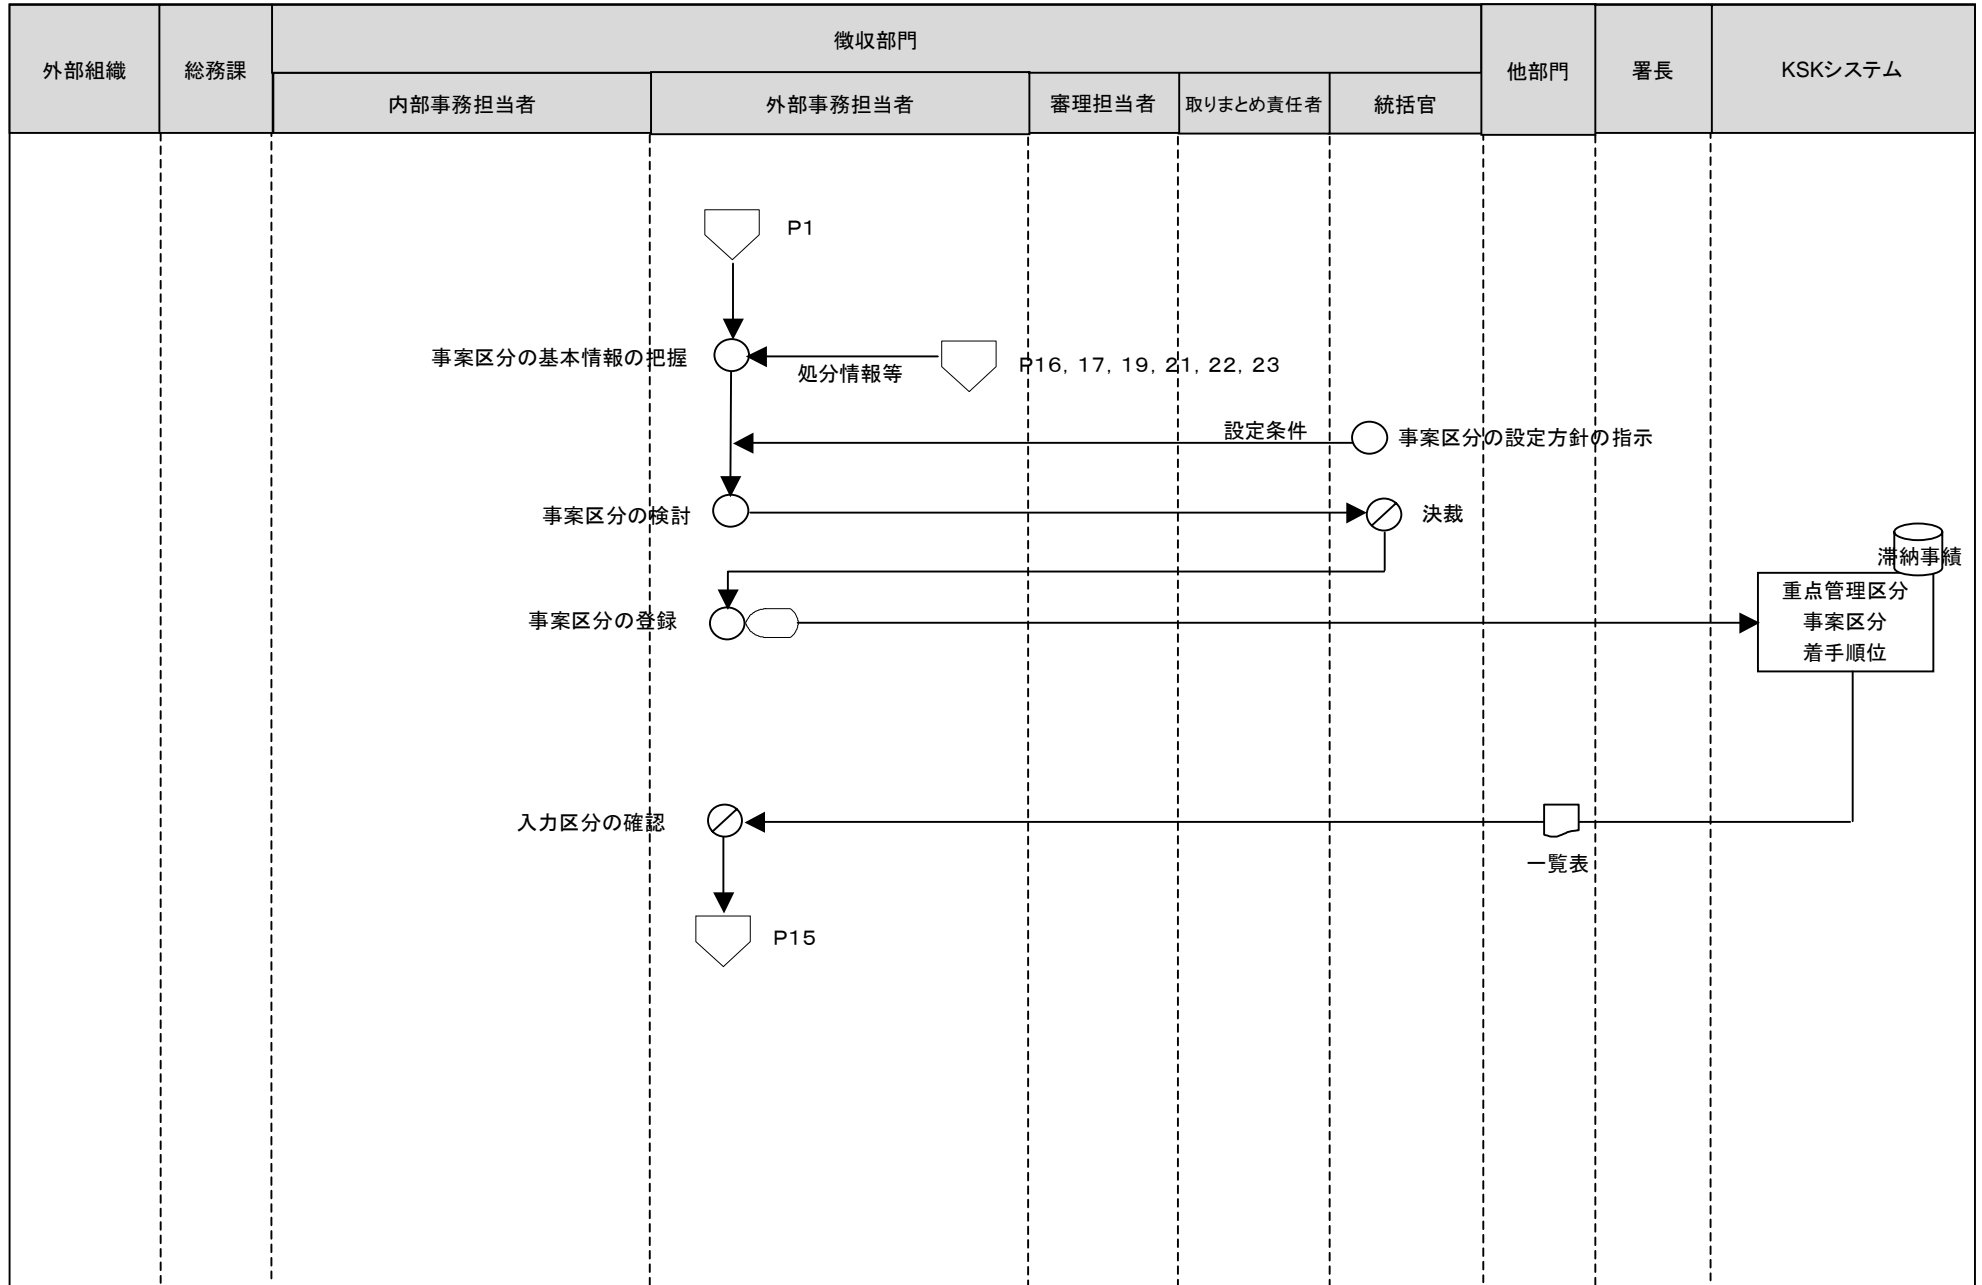 外部組織
総務課
徴収部門
他部門
署長
KSKシステム
内部事務担当者
外部事務担当者
審理担当者
取りまとめ責任者
統括官
P1
事案区分の基本情報の把握
処分情報等
P16, 17, 19, 21, 22, 23
設定条件
事案区分の設定方針の指示
事案区分の検討
決裁
滞納事績
重点管理区分
事案区分
着手順位
事案区分の登録
入力区分の確認
一覧表
P15